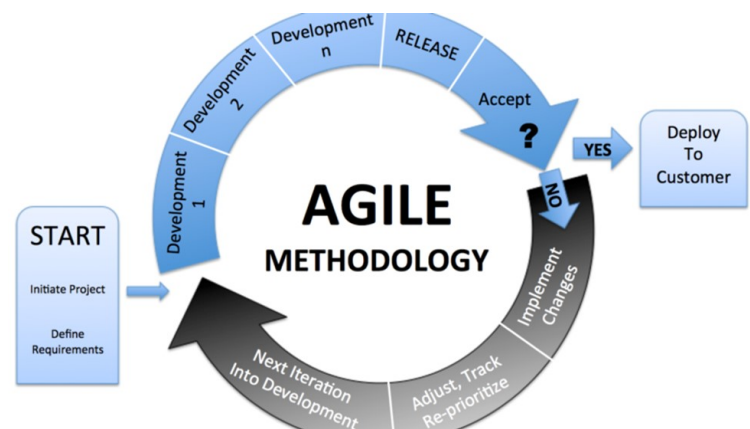 START
Initiate Project
Define
Requirements
Development
1
Development
2
Development
n
RELEASE
Accept
?
YES
Deploy
To
Customer
NO
Implement
Changes
Adjust, Track
Re-prioritize
Next Iteration
Into Development
AGILE
METHODOLOGY